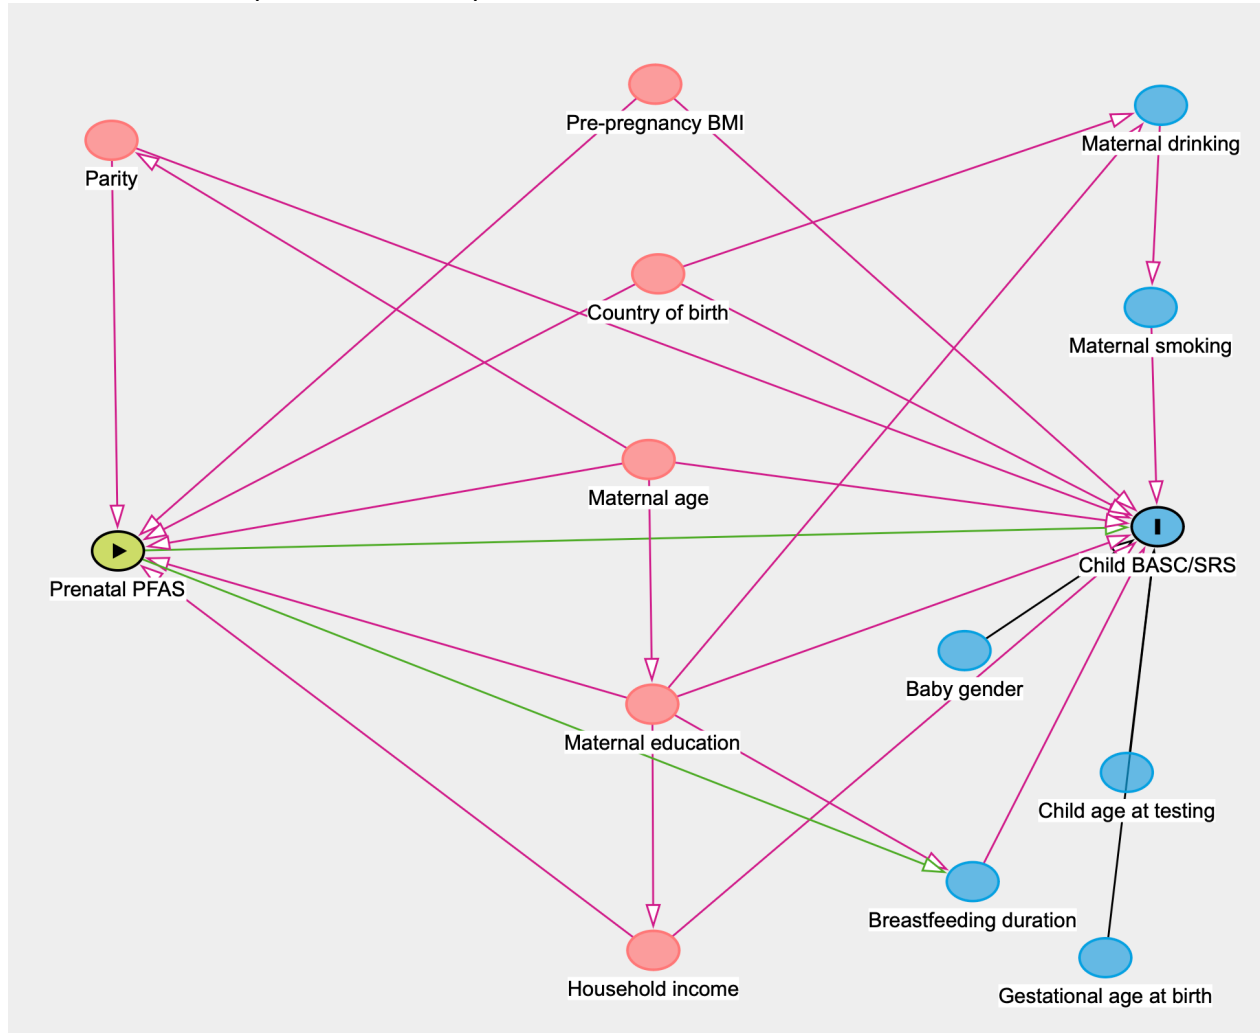 Pre-pregnancy BMI
Maternal drinking
Parity
Country of birth
Maternal smoking
Maternal age
Child BASC/SRS
Prenatal PFAS
Baby gender
Maternal education
Child age at testing
Breastfeeding duration
Household income
Gestational age at birth